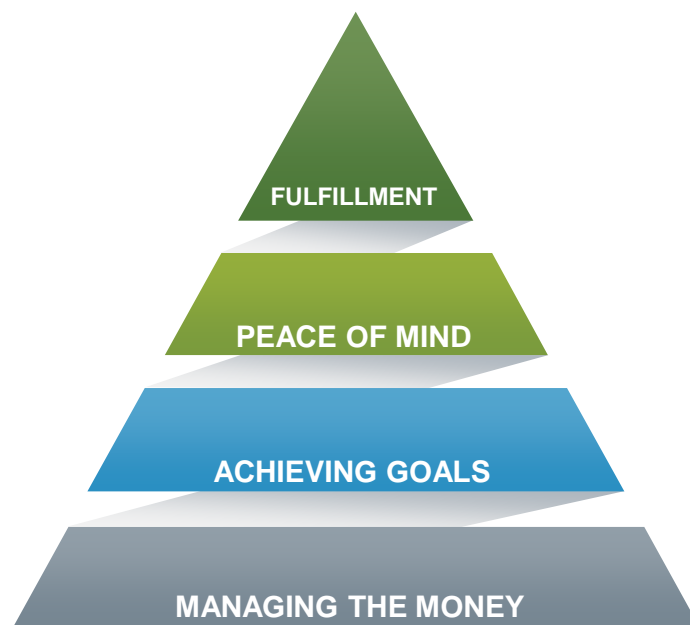 FULFILLMENT
PEACE OF MIND
ACHIEVING GOALS
MANAGING THE MONEY